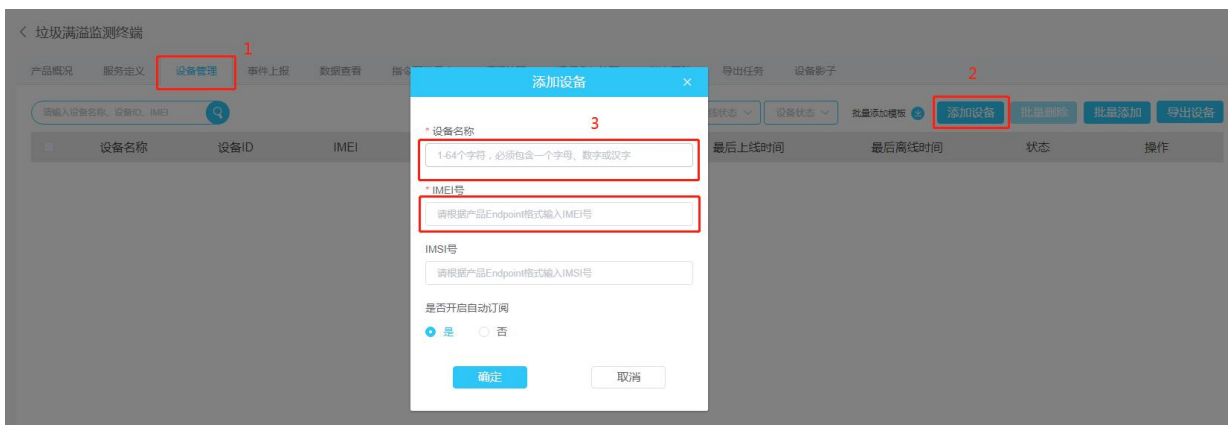 < 垃圾满溢监测终端
1
产品概况 服务定义 设备管理 事件上报 数据查看 导出任务 设备影子
2
请输入设备名称、设备ID、IMEI 设备状态 批量添加模板 添加设备 批量删除 批量添加 导出设备
设备名称 设备ID IMEI 最后上线时间 最后离线时间 状态 操作
添加设备 ×
3
* 设备名称
1-64个字符，必须包含一个字母、数字或汉字
* IMEI号
请根据产品Endpoint格式输入IMEI号
IMSI号
请根据产品Endpoint格式输入IMSI号
是否开启自动订阅
是 否
确定 取消